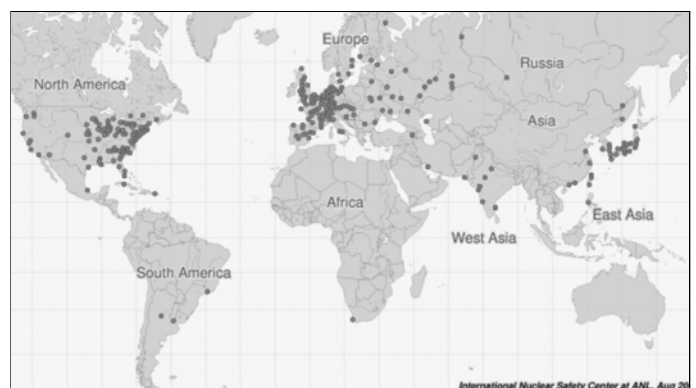 Europe
Russia
North America
Asia
Africa
East Asia
West Asia
South America
International Nuclear Safety Center at ANL, Aug 20